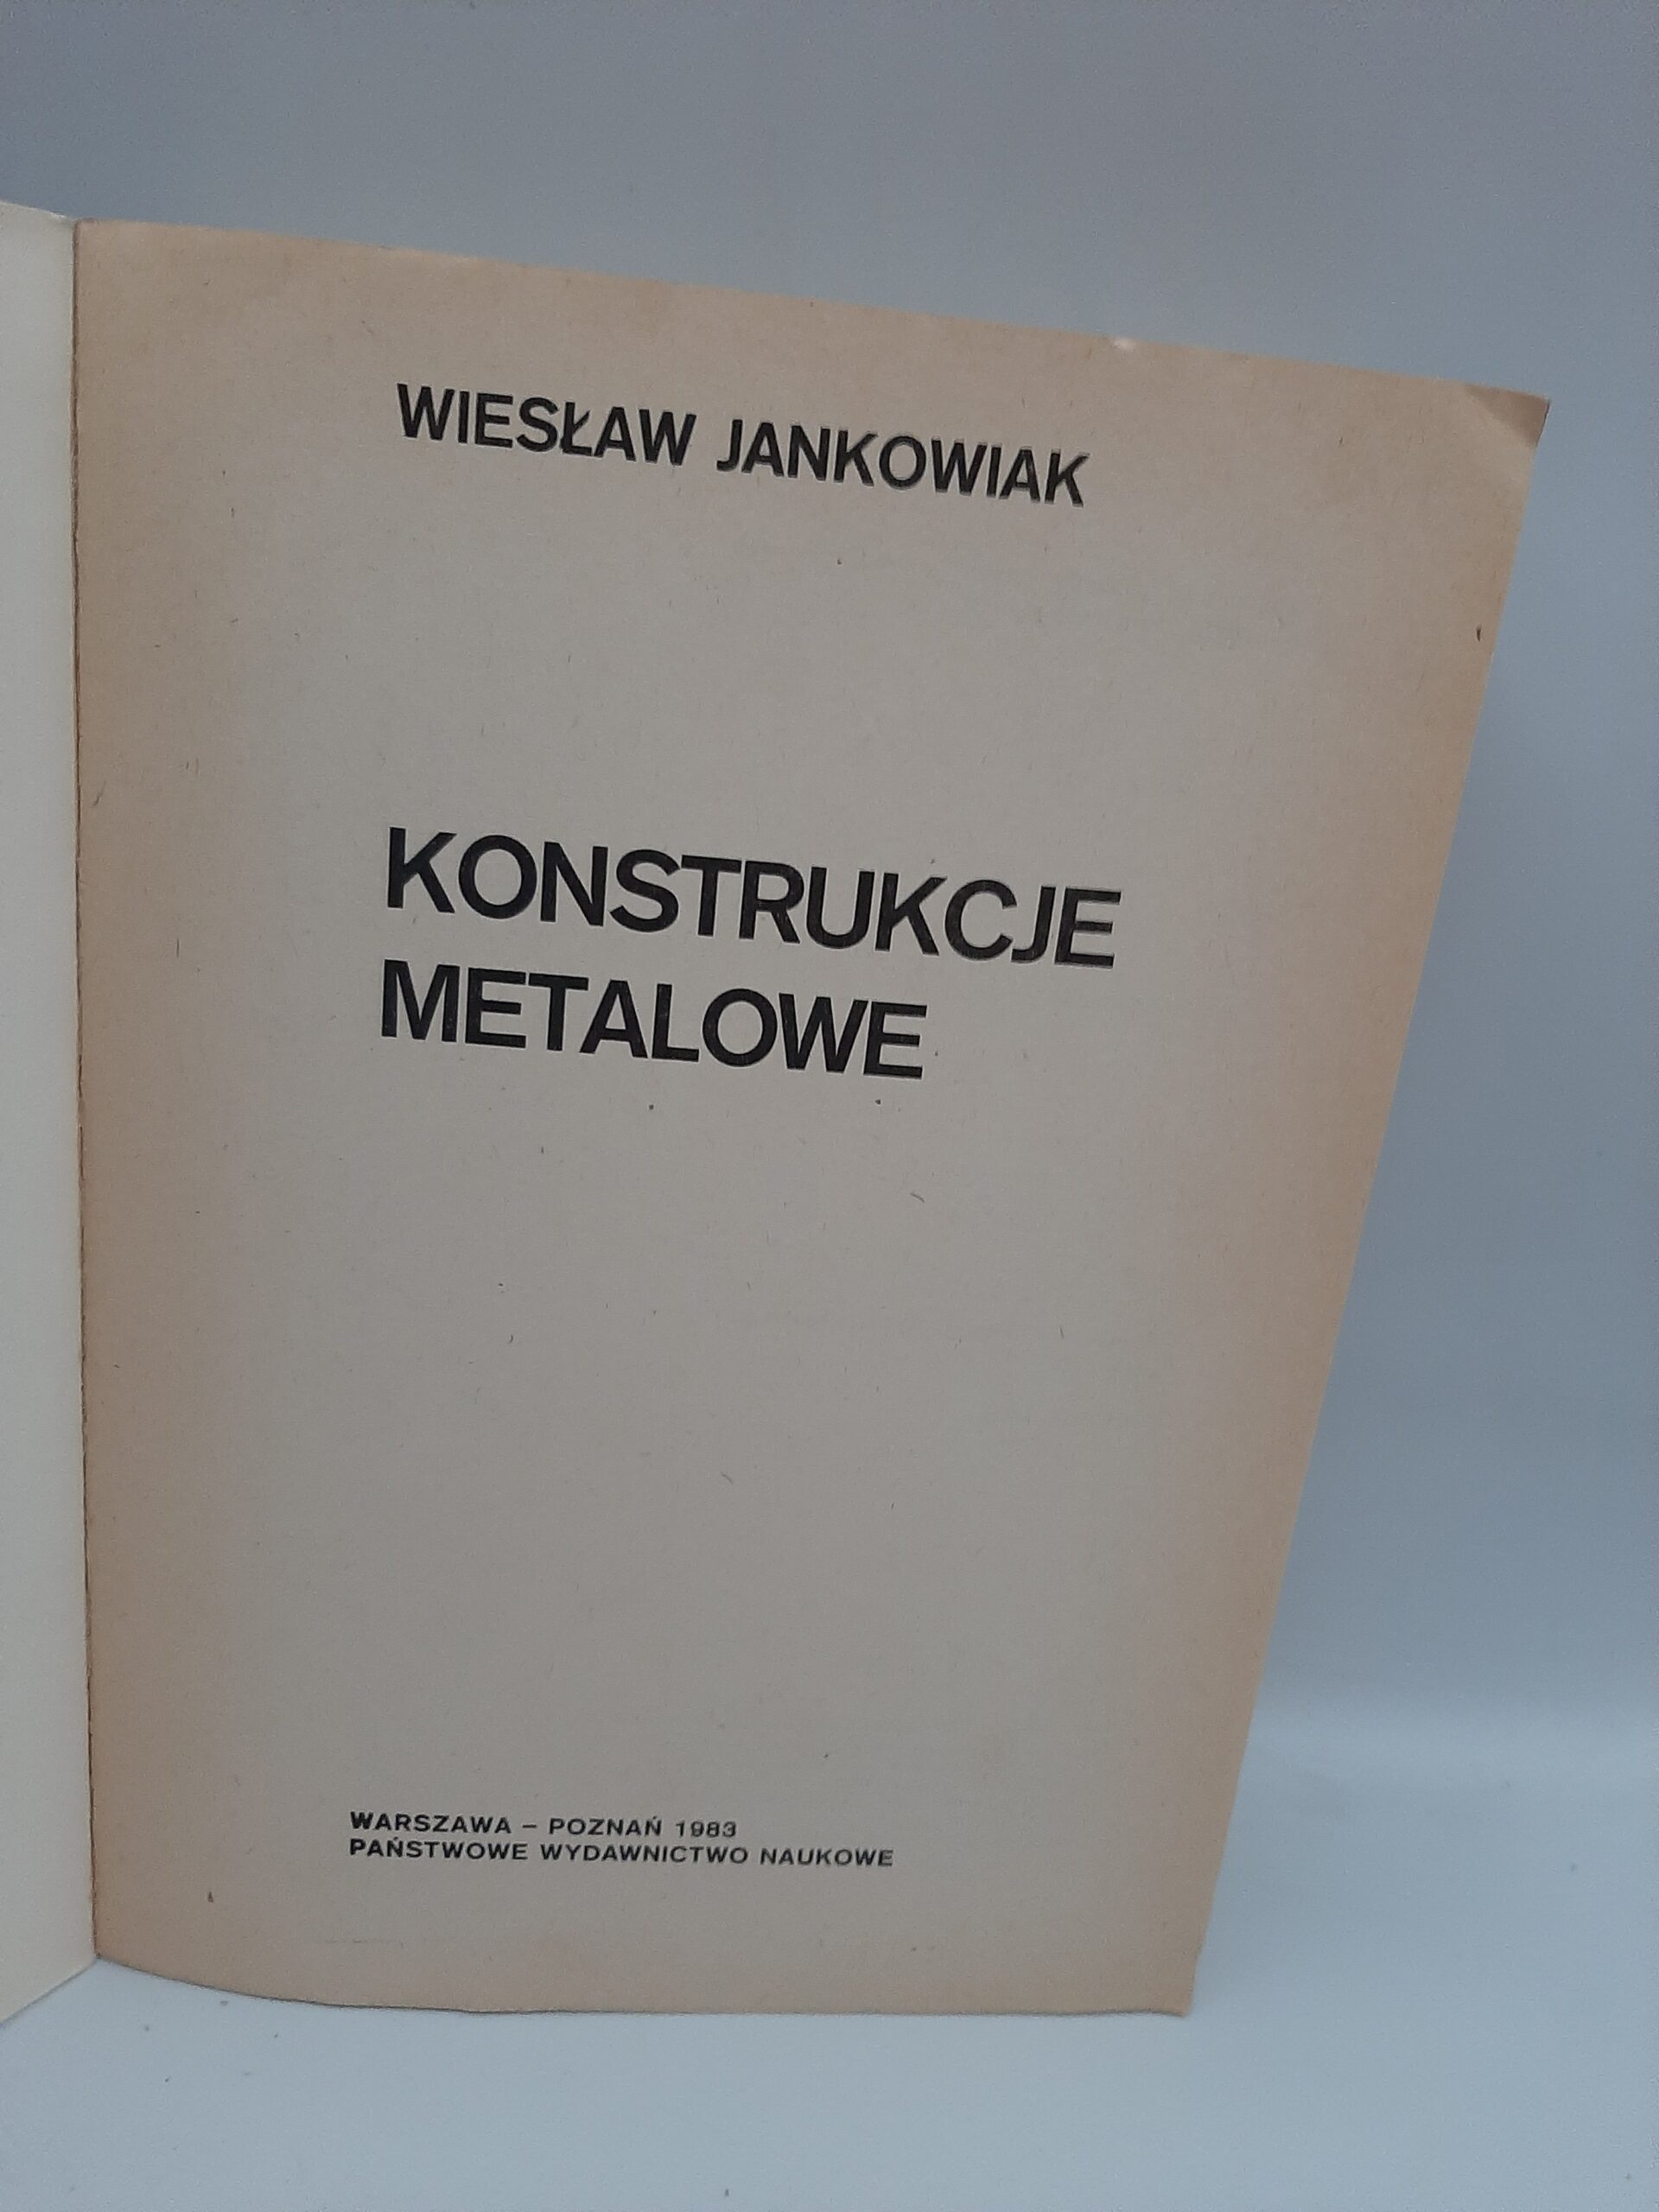 WIESŁAW JANKOWIAK
KONSTRUKCJE
METALOWE
WARSZAWA – POZNAŃ 1983
PAŃSTWOWE WYDAWNICTWO NAUKOWE